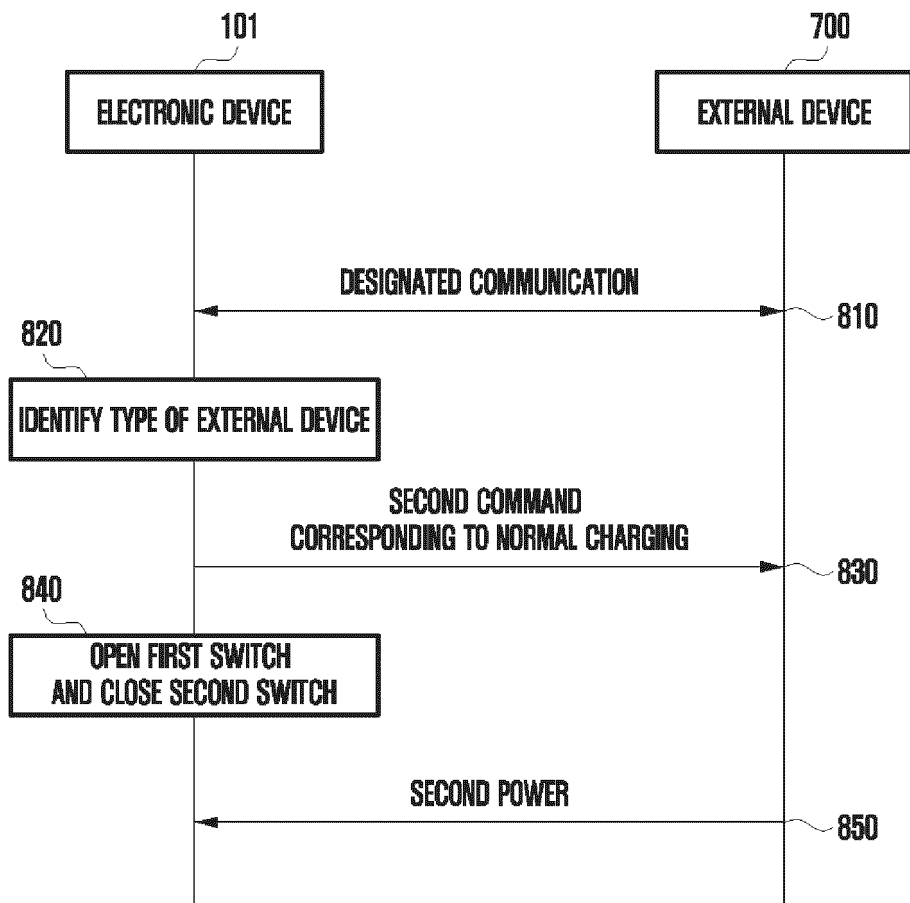 101
700
ELECTRONIC DEVICE
EXTERNAL DEVICE
DESIGNATED COMMUNICATION
810
820
IDENTIFY TYPE OF EXTERNAL DEVICE
SECOND COMMAND
CORRESPONDING TO NORMAL CHARGING
830
840
OPEN FIRST SWITCH
AND CLOSE SECOND SWITCH
SECOND POWER
850